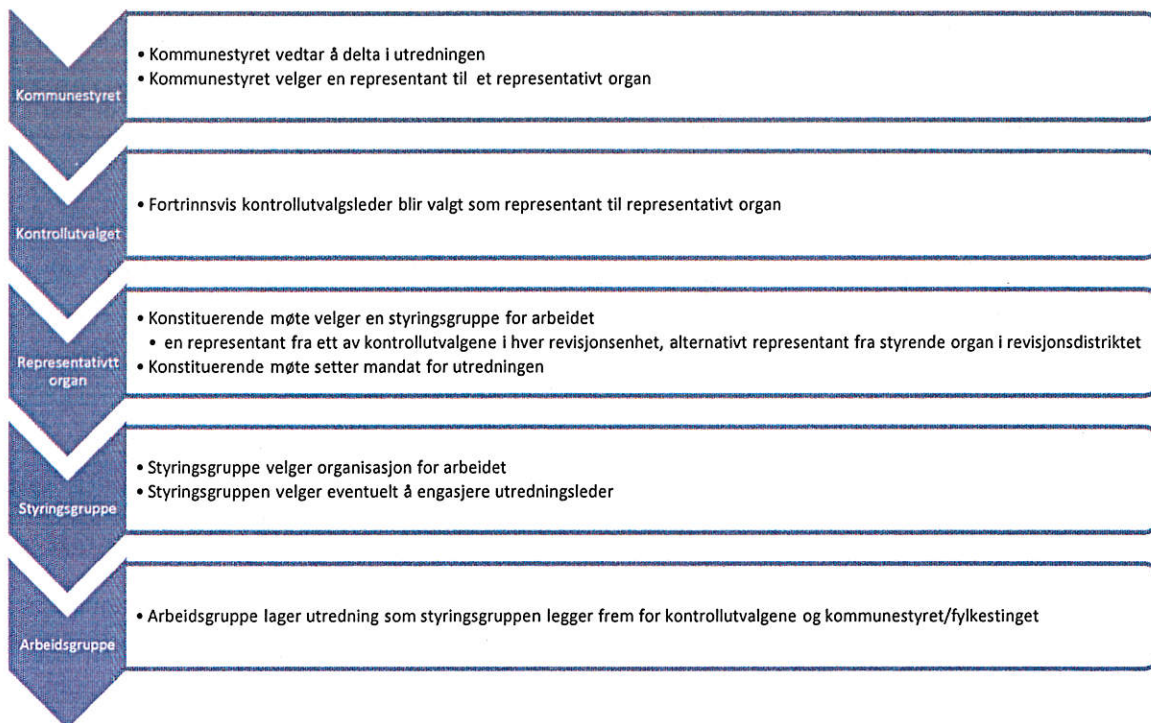 Kommunestyret
• Kommunestyret vedtar å delta i utredningen
• Kommunestyret velger en representant til et representativt organ
Kontrollutvalget
• Fortrinnsvis kontrollutvalgsleder blir valgt som representant til representativt organ
Representativtt
organ
• Konstituerende møte velger en styringsgruppe for arbeidet
• en representant fra ett av kontrollutvalgene i hver revisjonsenhet, alternativt representant fra styrende organ i revisjonsdistriktet
• Konstituerende møte setter mandat for utredningen
Styringsgruppe
• Styringsgruppe velger organisasjon for arbeidet
• Styringsgruppen velger eventuelt å engasjere utredningsleder
Arbeidsgruppe
• Arbeidsgruppe lager utredning som styringsgruppen legger frem for kontrollutvalgene og kommunestyret/fylkestinget